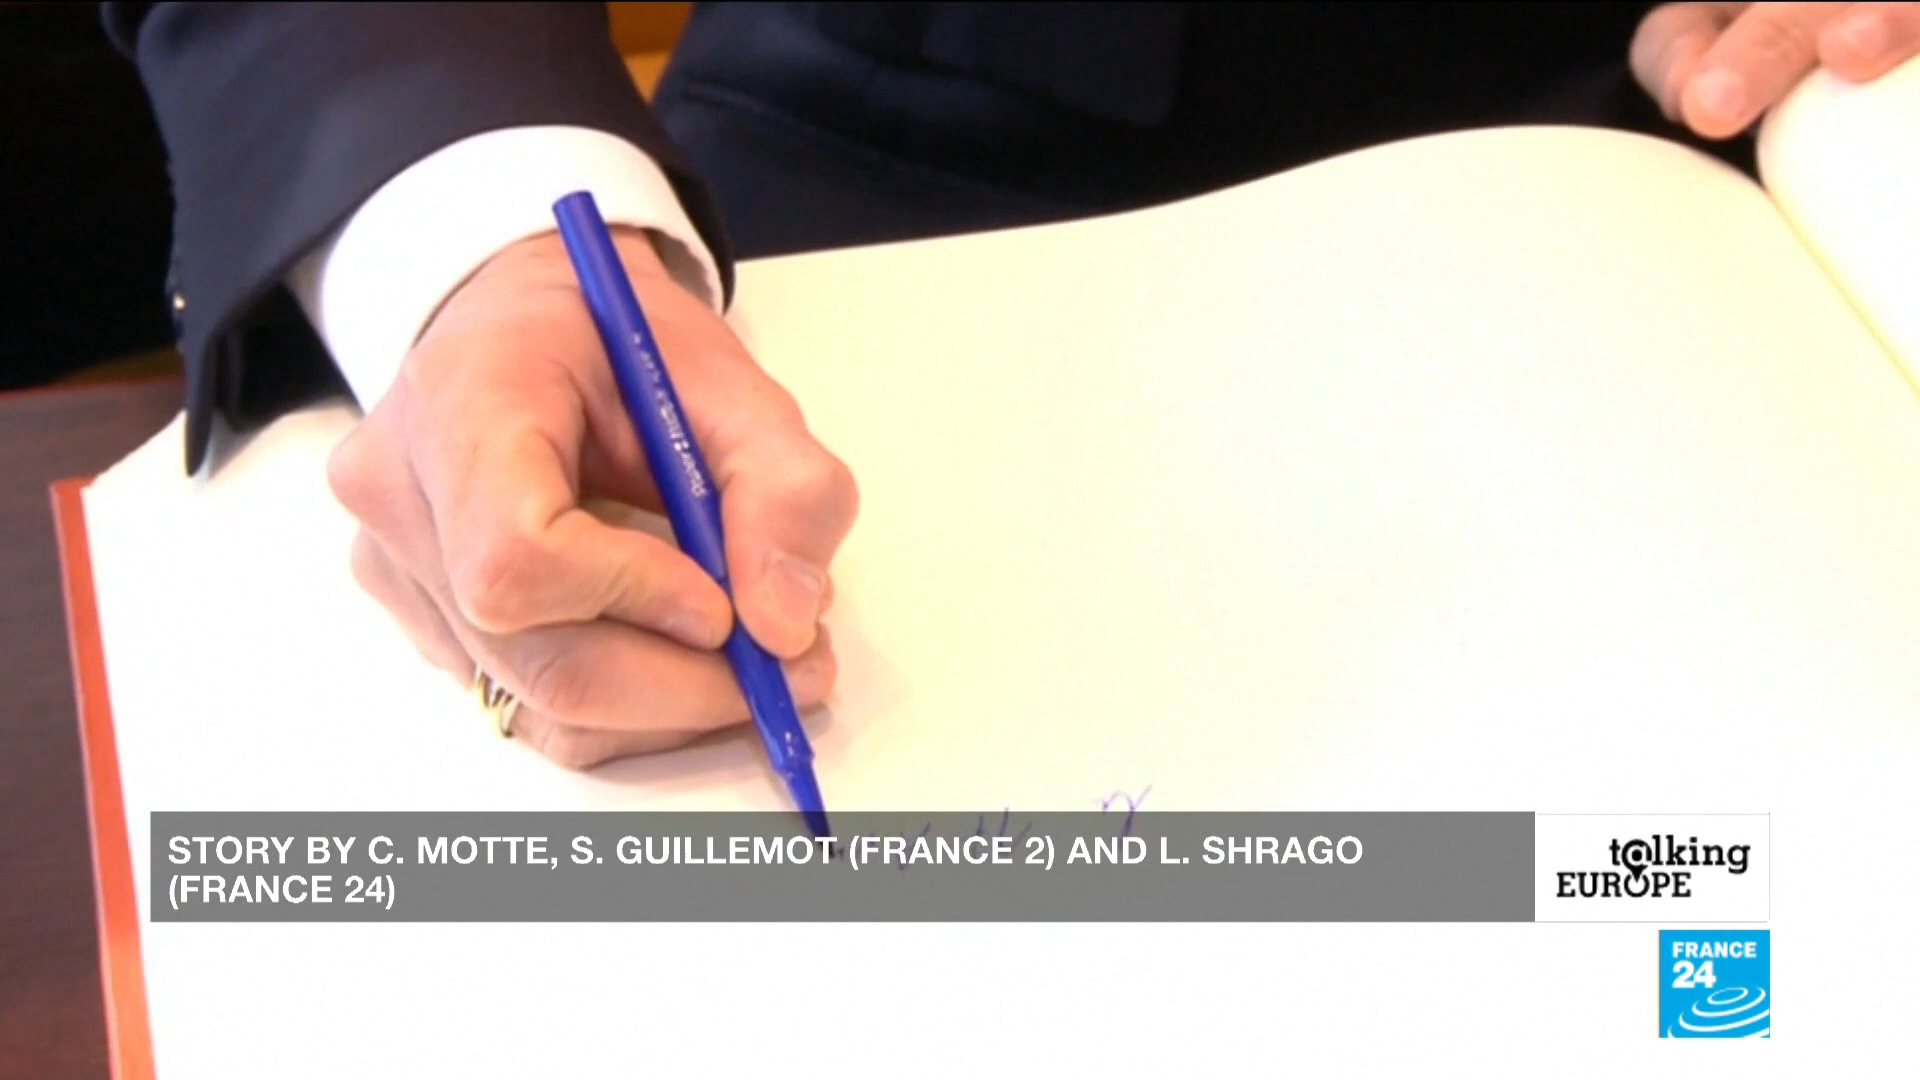 STORY BY C. MOTTE, S. GUILLEMOT (FRANCE 2) AND L. SHRAGO
(FRANCE 24)
talking
EUROPE
FRANCE
24